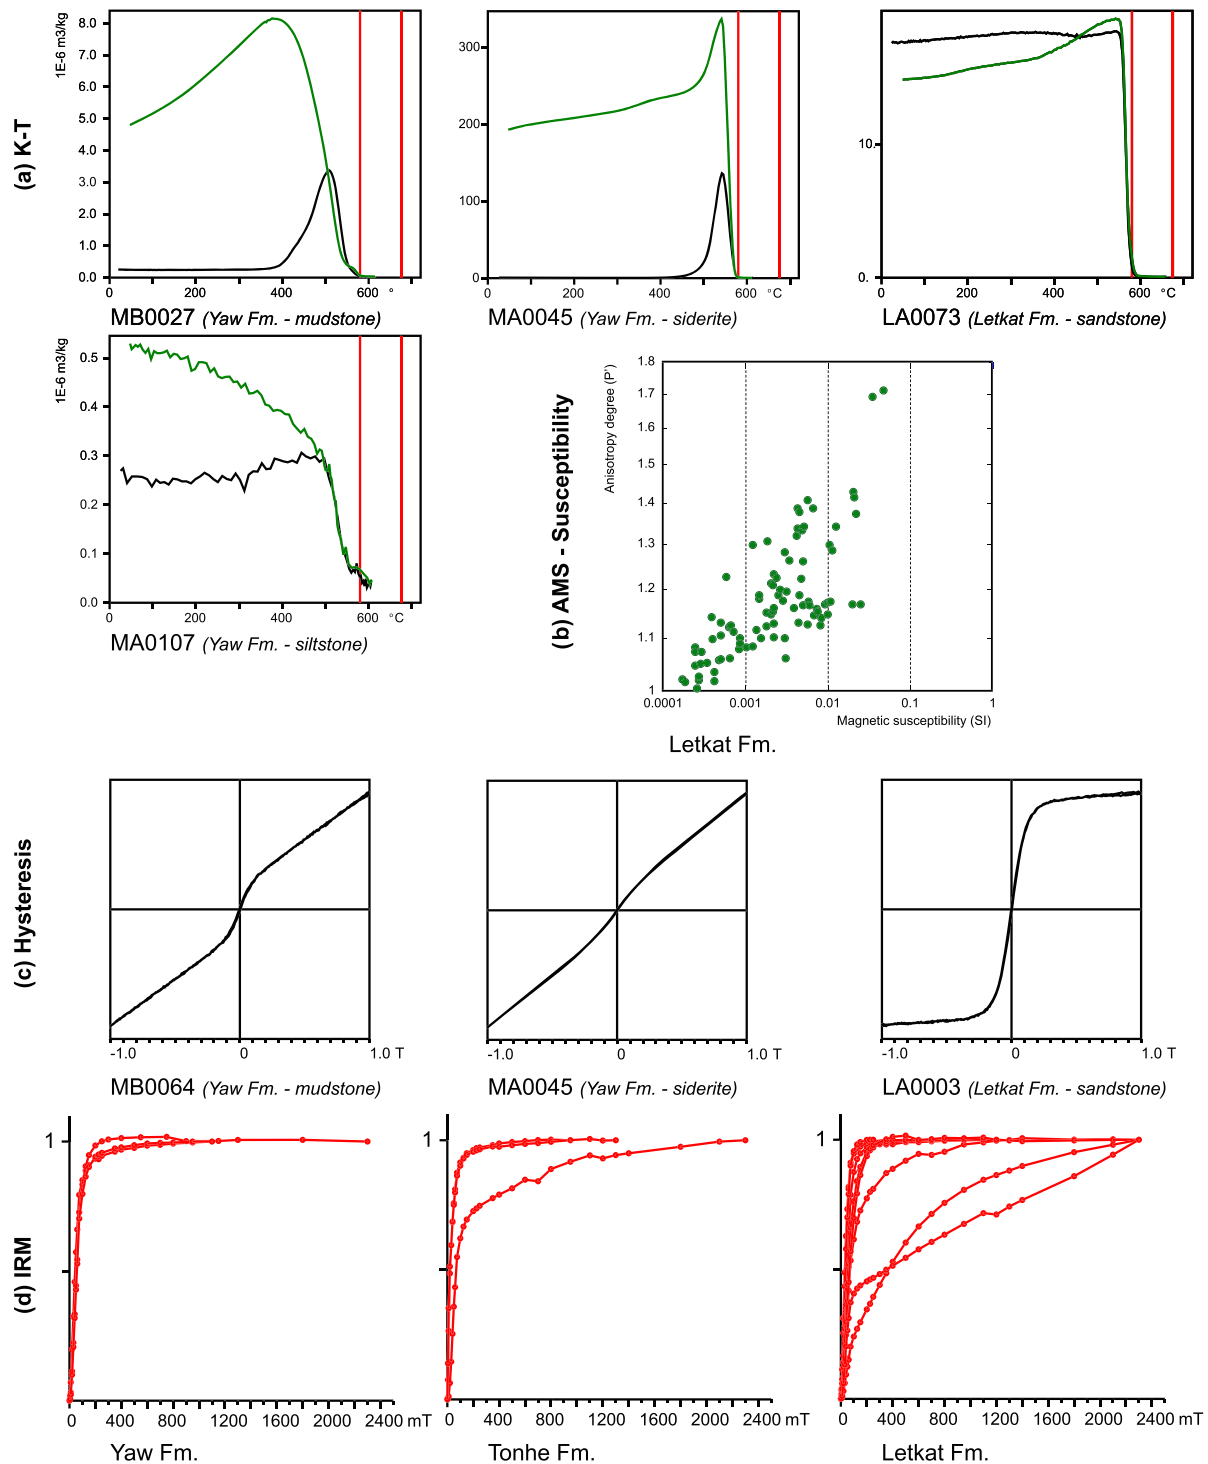 (a) K-T
1E-6 m3/kg
8.0
7.0
6.0
5.0
4.0
3.0
2.0
1.0
0.0
0 200 400 600 °
MB0027 (Yaw Fm. - mudstone)
300
200
100
0
0 200 400 600 °C
MA0045 (Yaw Fm. - siderite)
10.
0.
0 200 400 600 °C
LA0073 (Letkat Fm. - sandstone)
1E-6 m3/kg
0.5
0.4
0.3
0.2
0.1
0.0
0 200 400 600 °C
MA0107 (Yaw Fm. - siltstone)
(b) AMS - Susceptibility
Anisotropy degree (P')
1.8
1.7
1.6
1.5
1.4
1.3
1.2
1.1
1
0.0001 0.001 0.01 0.1 1
Magnetic susceptibility (SI)
Letkat Fm.
(c) Hysteresis
-1.0 0 1.0 T
MB0064 (Yaw Fm. - mudstone)
-1.0 0 1.0 T
MA0045 (Yaw Fm. - siderite)
-1.0 0 1.0 T
LA0003 (Letkat Fm. - sandstone)
(d) IRM
1
0 400 800 1200 1600 2000 2400 mT
Yaw Fm.
1
0 400 800 1200 1600 2000 2400 mT
Tonhe Fm.
1
0 400 800 1200 1600 2000 2400 mT
Letkat Fm.